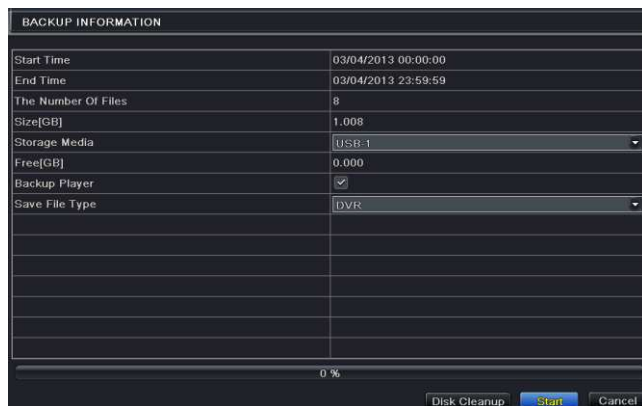 BACKUP INFORMATION
Start Time 03/04/2013 00:00:00
End Time 03/04/2013 23:59:59
The Number Of Files 8
Size[GB] 1.008
Storage Media USB-1
Free[GB] 0.000
Backup Player
Save File Type DVR
0 %
Disk Cleanup Start Cancel